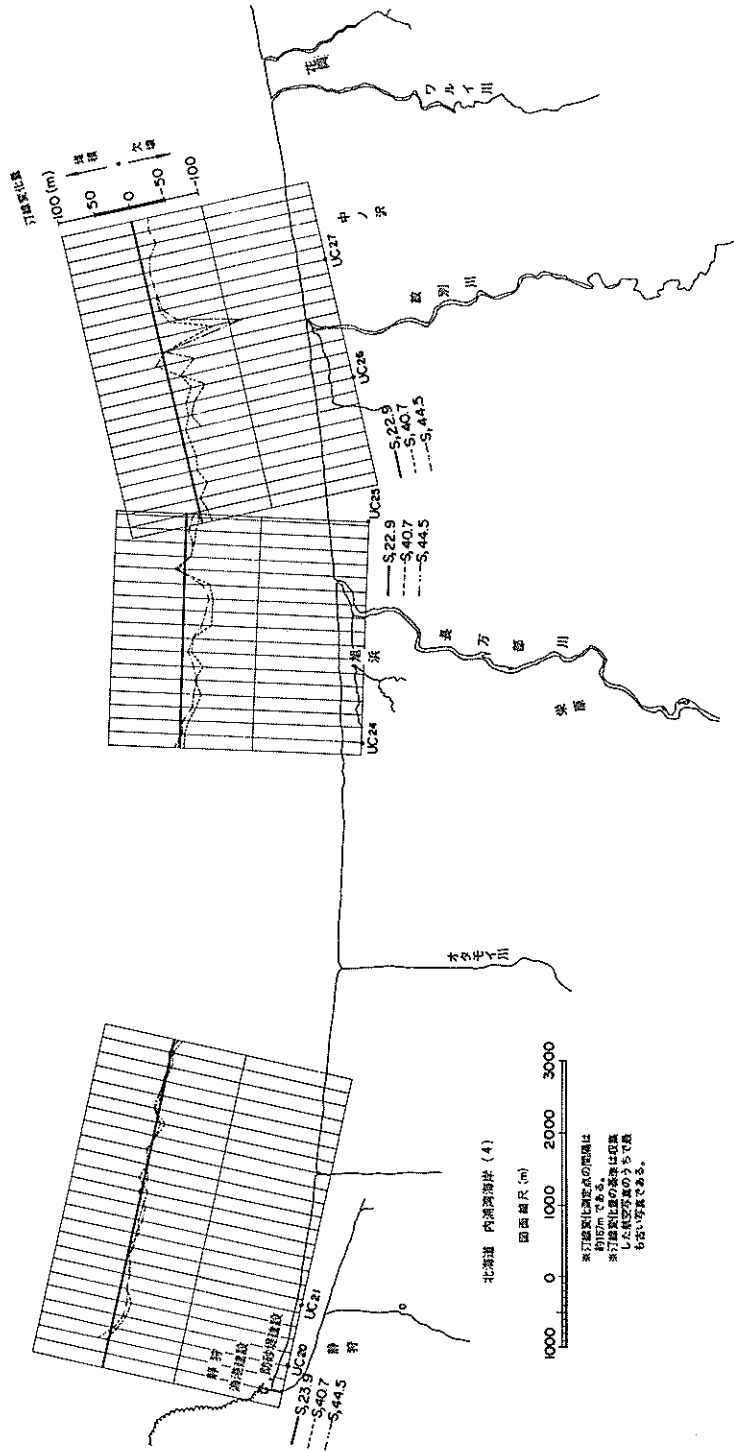 汀線変化量
100 (m)
50
0
-50
-100
堆積
欠壊
花岡
ワルイ川
中ノ沢
UC27
紋別川
UC26
S,22.9
S,40.7
S,44.5
UC25
S,22.9
S,40.7
S,44.5
旭浜
長万部川
栄原
UC24
オタモイ川
静狩
漁港建設
防砂堤建設
UC21
UC20
静狩
S,23.9
S,40.7
S,44.5
北海道 内浦湾海岸 (4)
図面縮尺 (m)
1000 0 1000 2000 3000
※汀線変化測定点の間隔は
約167mである。
※汀線変化量の基準は収集
した航空写真のうちで最
も古い写真である。